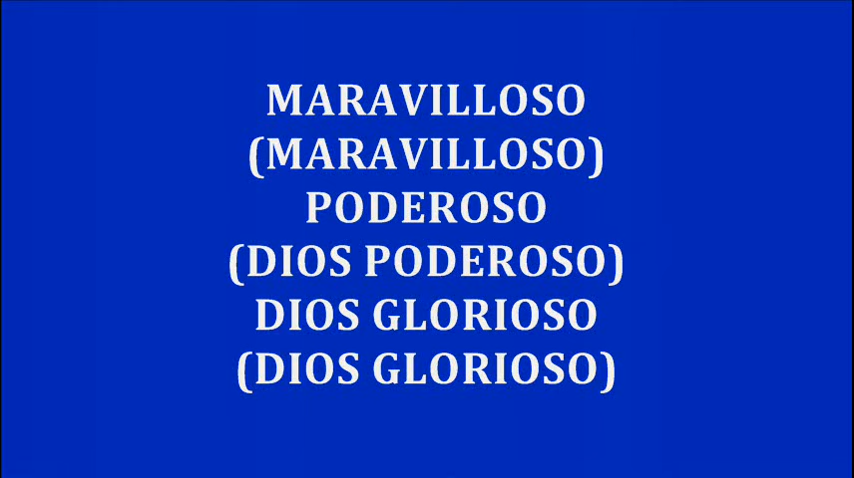 MARAVILLOSO
(MARAVILLOSO)
PODEROSO
(DIOS PODEROSO)
DIOS GLORIOSO
(DIOS GLORIOSO)